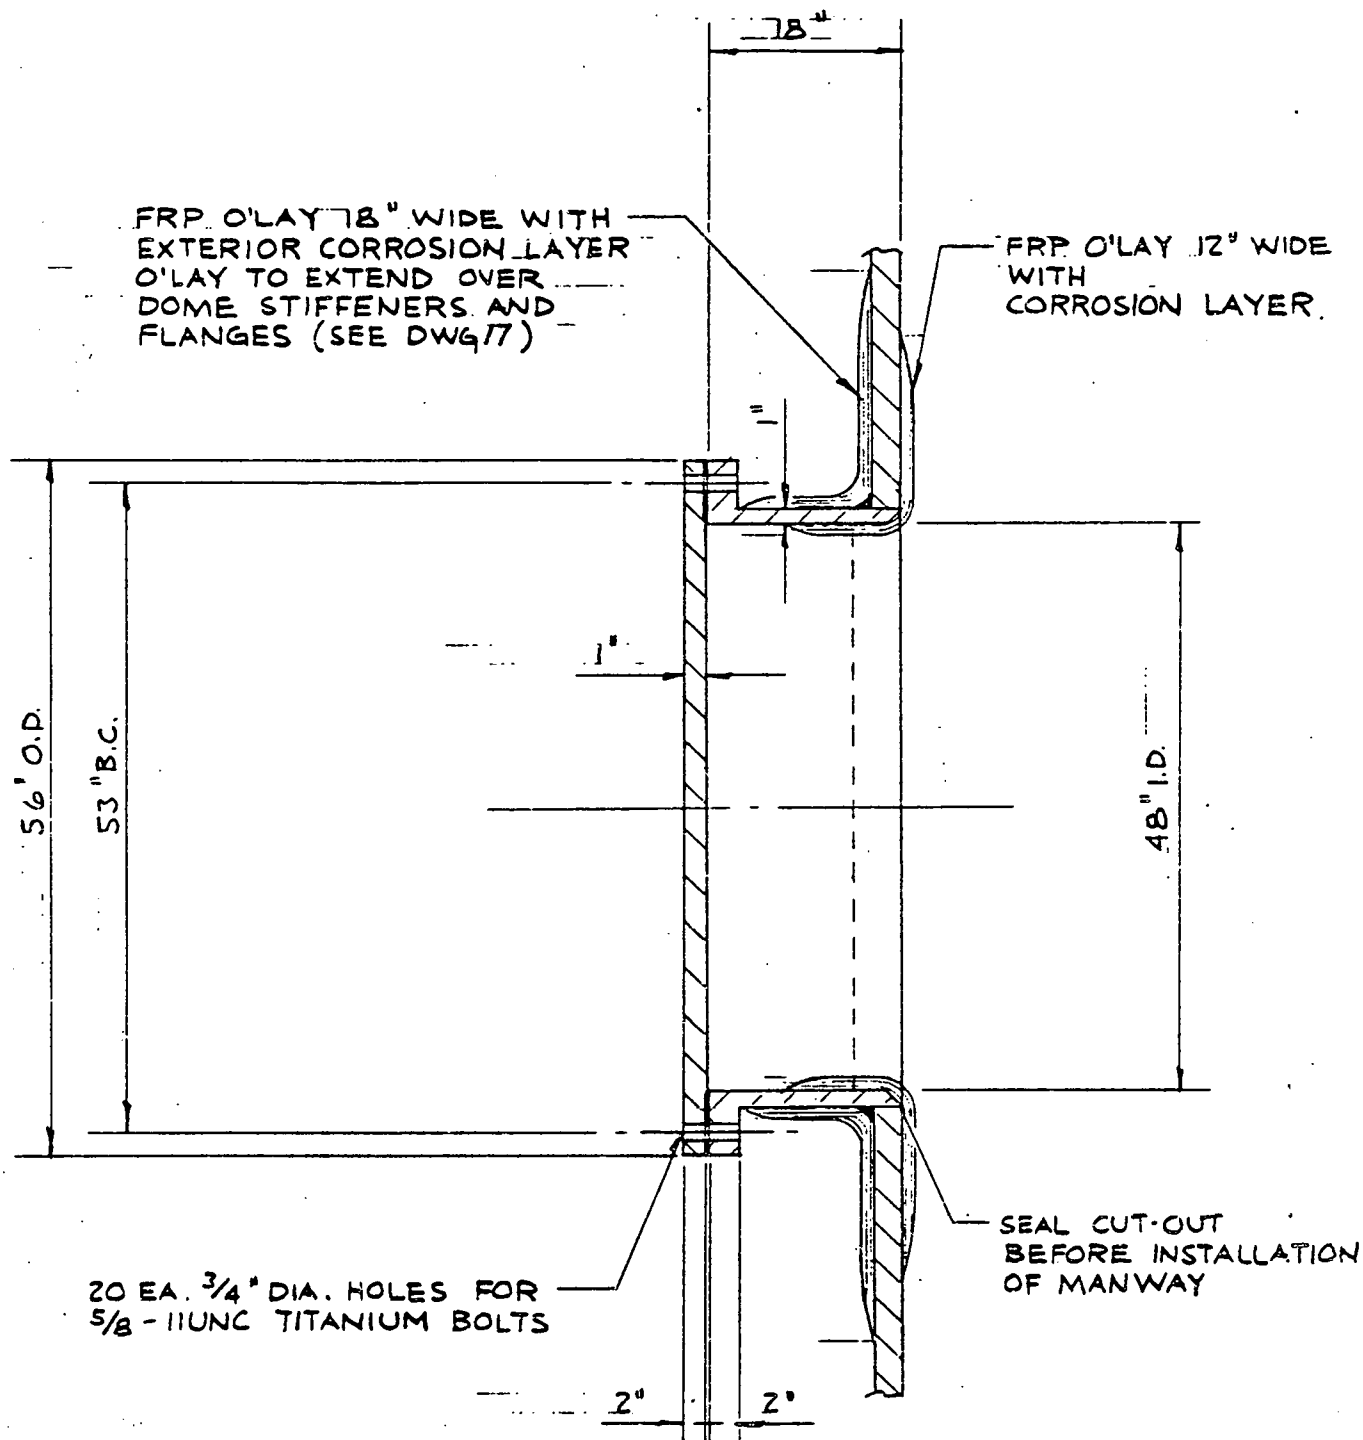 18"
FRP O'LAY 18" WIDE WITH
EXTERIOR CORROSION LAYER
O'LAY TO EXTEND OVER
DOME STIFFENERS AND
FLANGES (SEE DWG 17)
FRP O'LAY 12" WIDE
WITH
CORROSION LAYER.
1"
1"
56" O.D.
53" B.C.
48" I.D.
20 EA. 3/4" DIA. HOLES FOR
5/8 - 11UNC TITANIUM BOLTS
SEAL CUT-OUT
BEFORE INSTALLATION
OF MANWAY
2"
2"